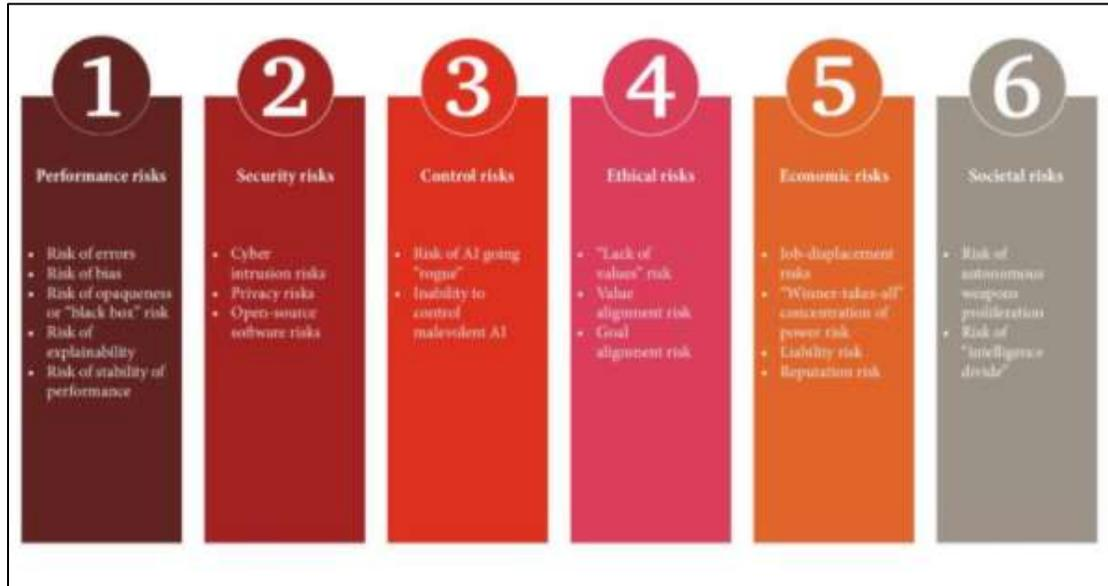 1
Performance risks
• Risk of errors
• Risk of bias
• Risk of opaqueness
or "black box" risk
• Risk of
explainability
• Risk of stability of
performance
2
Security risks
• Cyber
intrusion risks
• Privacy risks
• Open-source
software risks
3
Control risks
• Risk of AI going
"rogue"
• Inability to
control
malevolent AI
4
Ethical risks
• "Lack of
values" risk
• Value
alignment risk
• Goal
alignment risk
5
Economic risks
• Job-displacement
risks
• "Winner-takes-all"
concentration of
power risk
• Liability risk
• Reputation risk
6
Societal risks
• Risk of
autonomous
weapons
proliferation
• Risk of
"intelligence
divide"